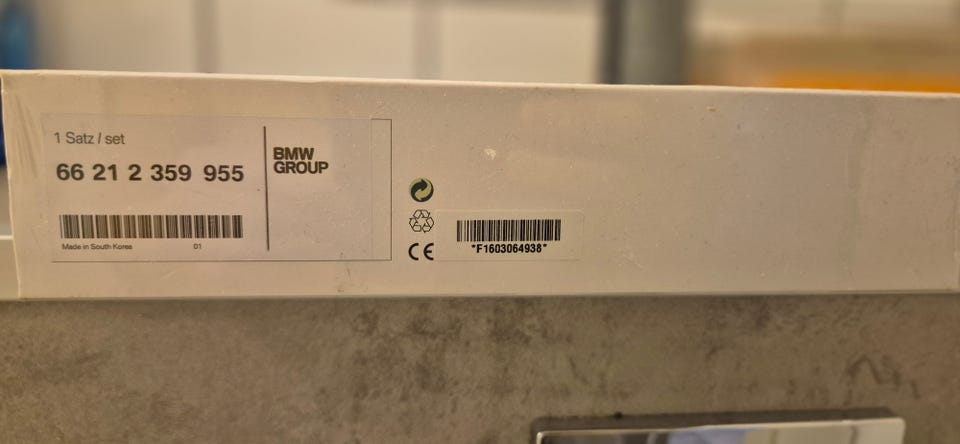 1 Satz / set
66 21 2 359 955
Made in South Korea 01
BMW
GROUP
CE
*F1603064938*